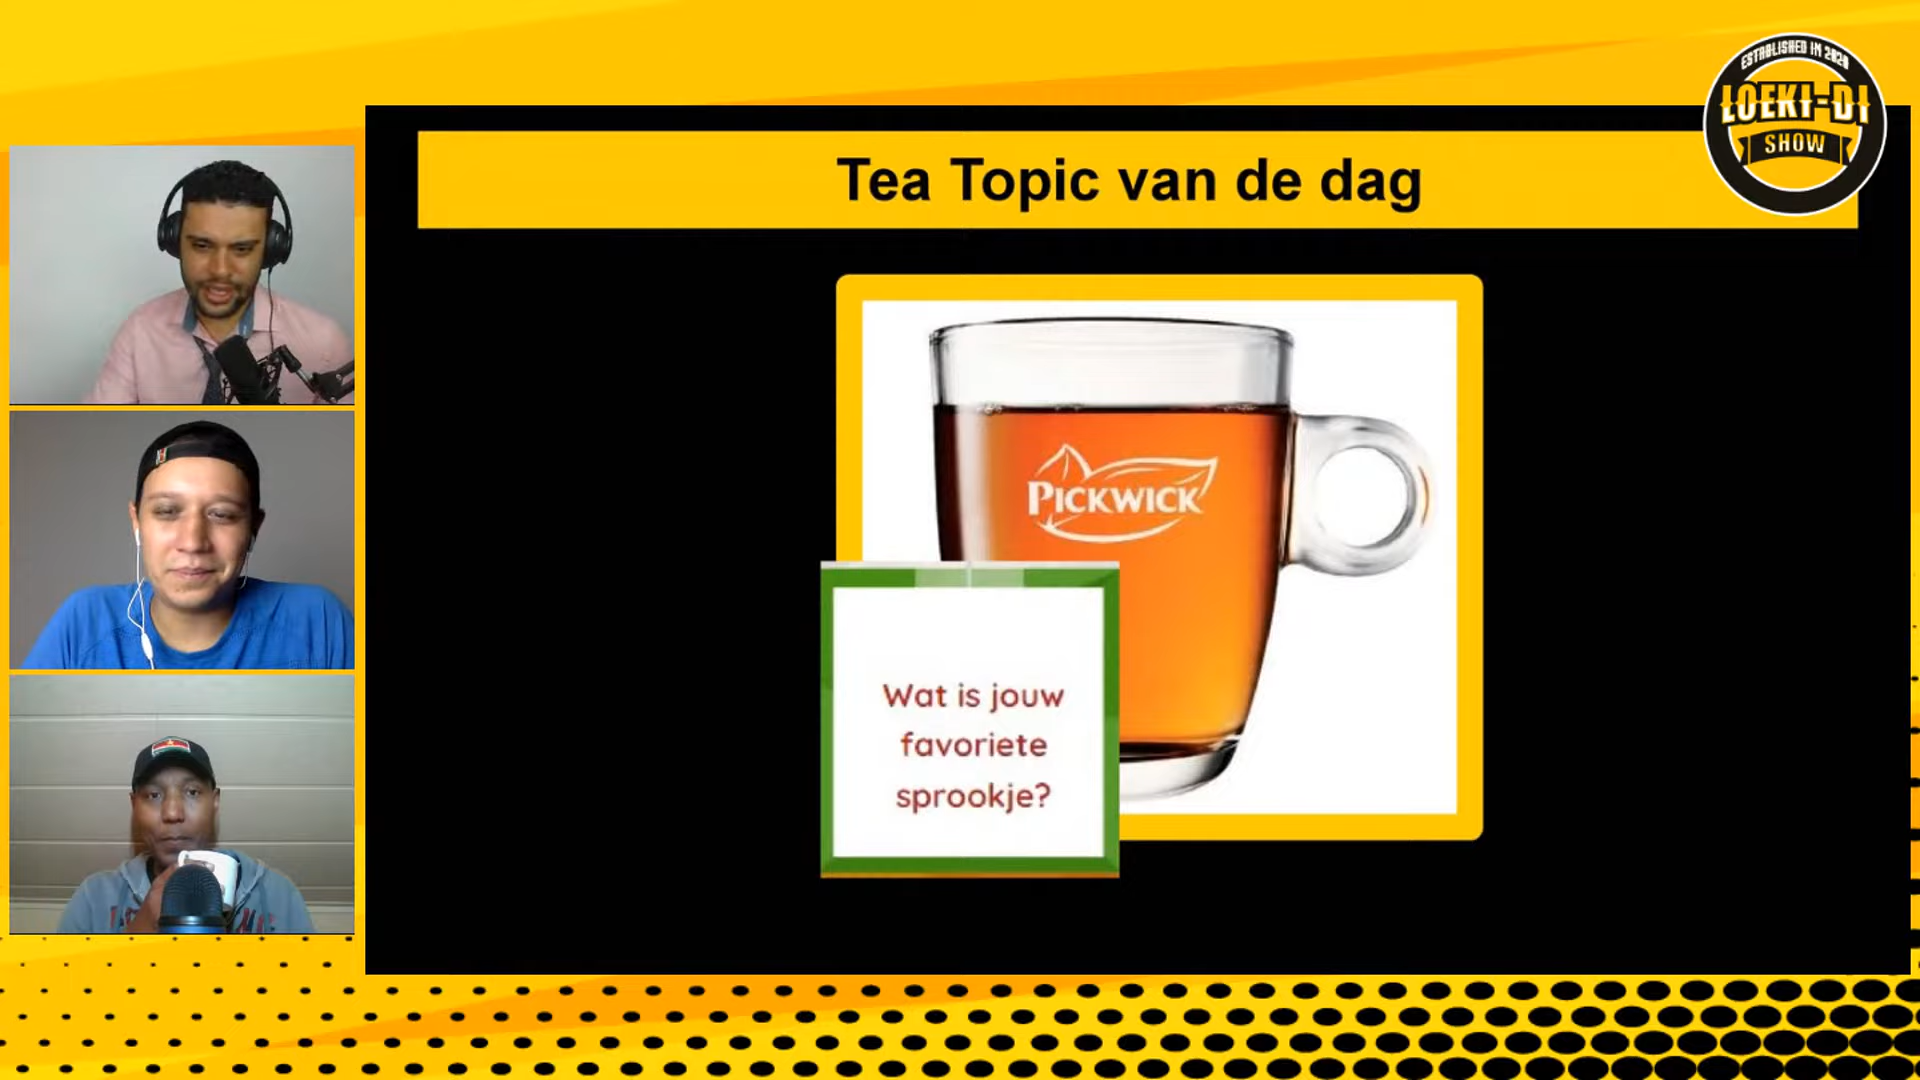 ESTABLISHED IN 2020
LOEKI-DI
SHOW
Tea Topic van de dag
PICKWICK
Wat is jouw
favoriete
sprookje?